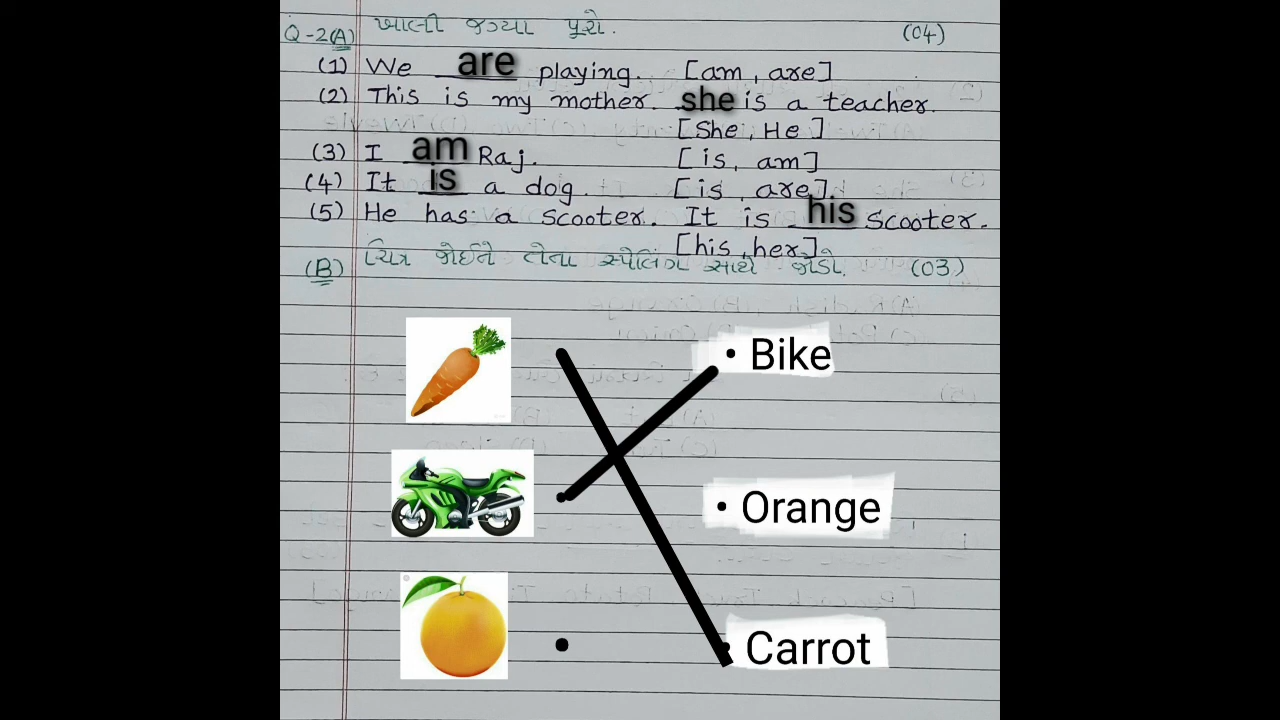 Q-2(A) ખાલી જગ્યા પૂરો. (04)
(1) We are playing. [am, are]
(2) This is my mother. she is a teacher.
[She, He]
(3) I am Raj. [is, am]
(4) It is a dog. [is, are]
(5) He has a scooter. It is his scooter.
[his, her]
(B) ચિત્ર જોઈને તેના સ્પેલિંગ સાથે જોડો. (03)
• Bike
• Orange
• Carrot